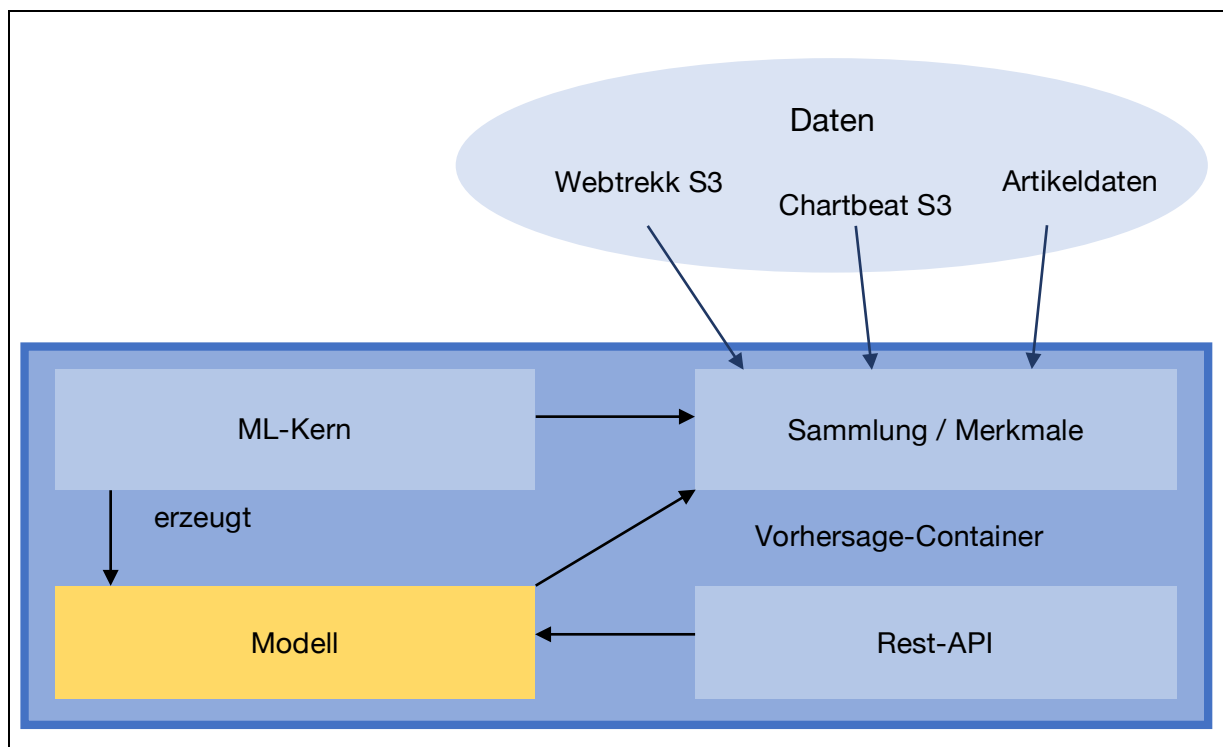 Daten
Webtrekk S3
Chartbeat S3
Artikeldaten
ML-Kern
Sammlung / Merkmale
erzeugt
Vorhersage-Container
Modell
Rest-API